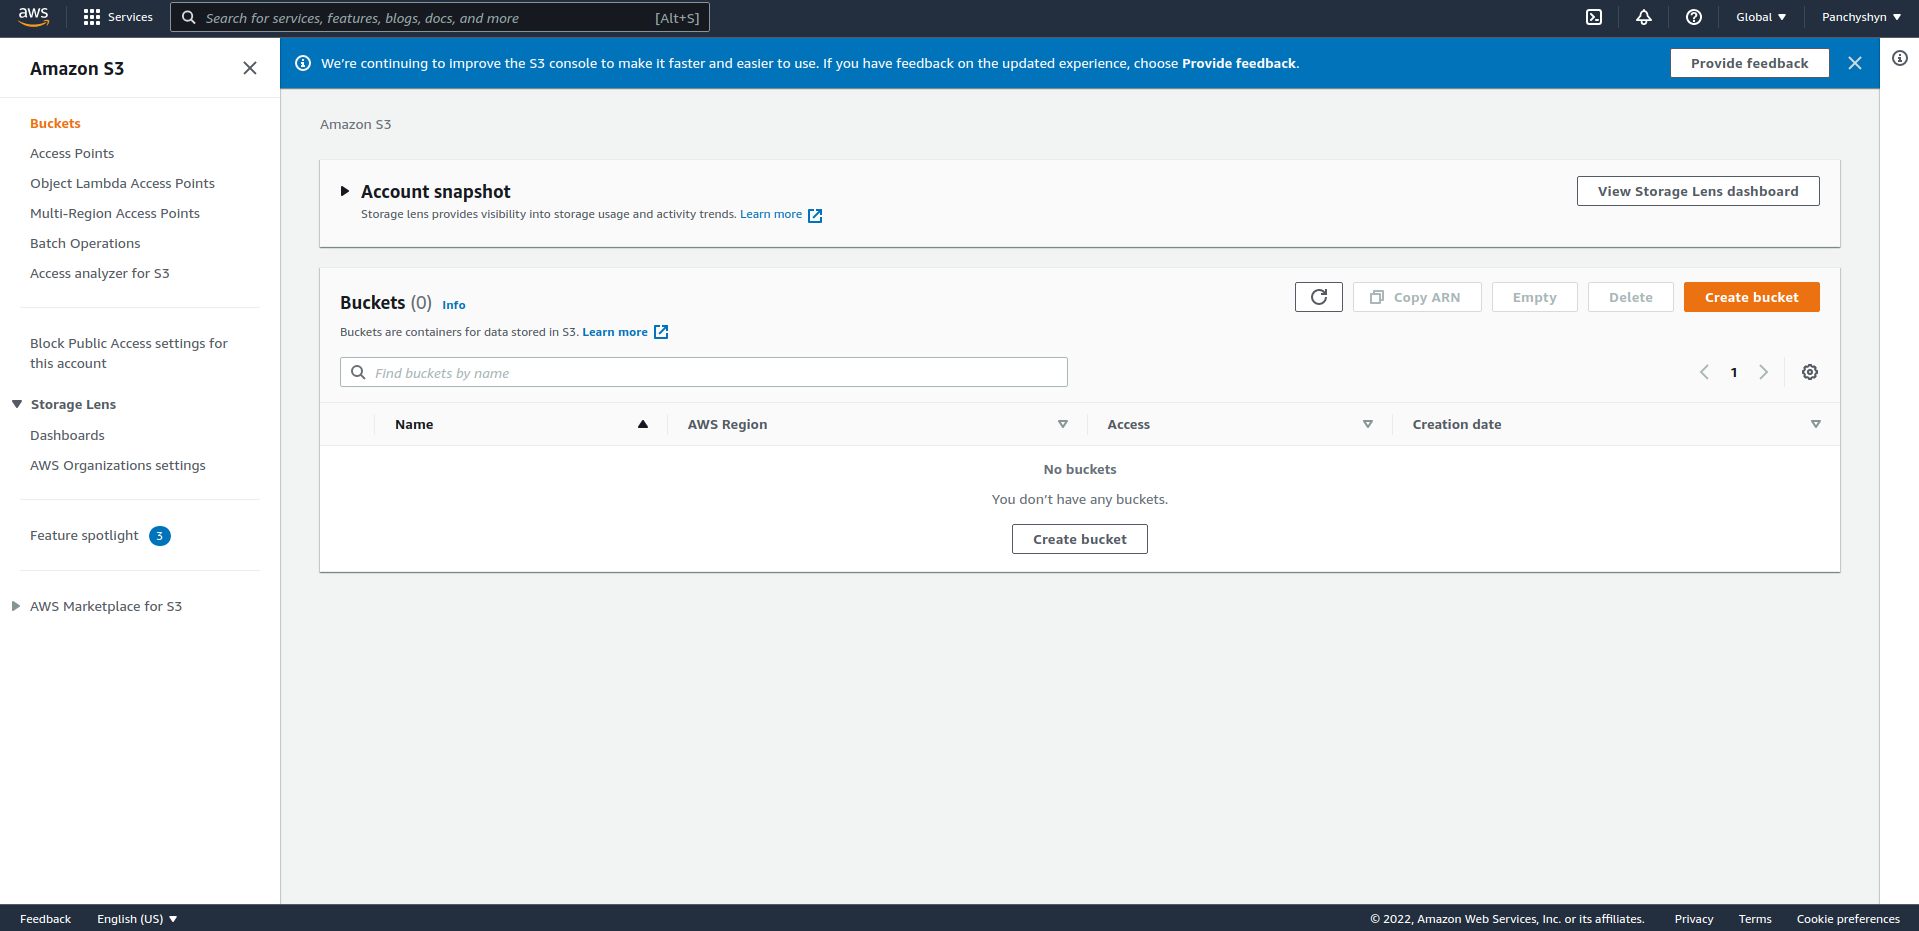 aws Services Search for services, features, blogs, docs, and more [Alt+S] Global Panchyshyn
Amazon S3
Buckets
Access Points
Object Lambda Access Points
Multi-Region Access Points
Batch Operations
Access analyzer for S3
Block Public Access settings for
this account
Storage Lens
Dashboards
AWS Organizations settings
Feature spotlight 3
AWS Marketplace for S3
We're continuing to improve the S3 console to make it faster and easier to use. If you have feedback on the updated experience, choose Provide feedback. Provide feedback
Amazon S3
Account snapshot View Storage Lens dashboard
Storage lens provides visibility into storage usage and activity trends. Learn more
Buckets (0) Info Copy ARN Empty Delete Create bucket
Buckets are containers for data stored in S3. Learn more
Find buckets by name 1
Name AWS Region Access Creation date
No buckets
You don't have any buckets.
Create bucket
Feedback English (US) © 2022, Amazon Web Services, Inc. or its affiliates. Privacy Terms Cookie preferences